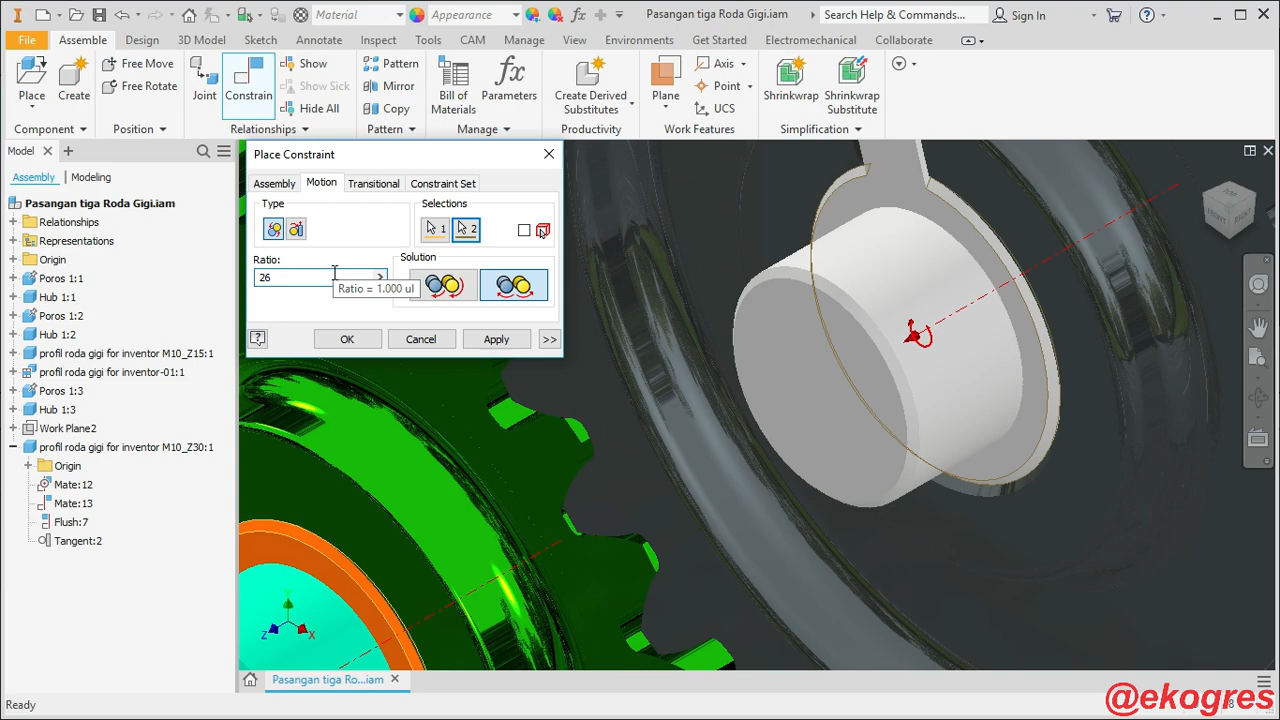 Material
Appearance
Pasangan tiga Roda Gigi.iam
Search Help & Commands...
Sign In
File
Assemble
Design
3D Model
Sketch
Annotate
Inspect
Tools
CAM
Manage
View
Environments
Get Started
Electromechanical
Collaborate
Place
Create
Free Move
Free Rotate
Joint
Constrain
Show
Show Sick
Hide All
Pattern
Mirror
Copy
Bill of Materials
fx
Parameters
Create Derived Substitutes
Plane
Axis
Point
UCS
Shrinkwrap
Shrinkwrap Substitute
Component
Position
Relationships
Pattern
Manage
Productivity
Work Features
Simplification
Model
Assembly
Modeling
Pasangan tiga Roda Gigi.iam
Relationships
Representations
Origin
Poros 1:1
Hub 1:1
Poros 1:2
Hub 1:2
profil roda gigi for inventor M10_Z15:1
profil roda gigi for inventor-01:1
Poros 1:3
Hub 1:3
Work Plane2
profil roda gigi for inventor M10_Z30:1
Origin
Mate:12
Mate:13
Flush:7
Tangent:2
Place Constraint
Assembly
Motion
Transitional
Constraint Set
Type
Selections
1
2
Ratio:
26
Ratio = 1.000 ul
Solution
OK
Cancel
Apply
>>
FRONT
Y
Z
X
Pasangan tiga Ro...iam
Ready
@ekogres